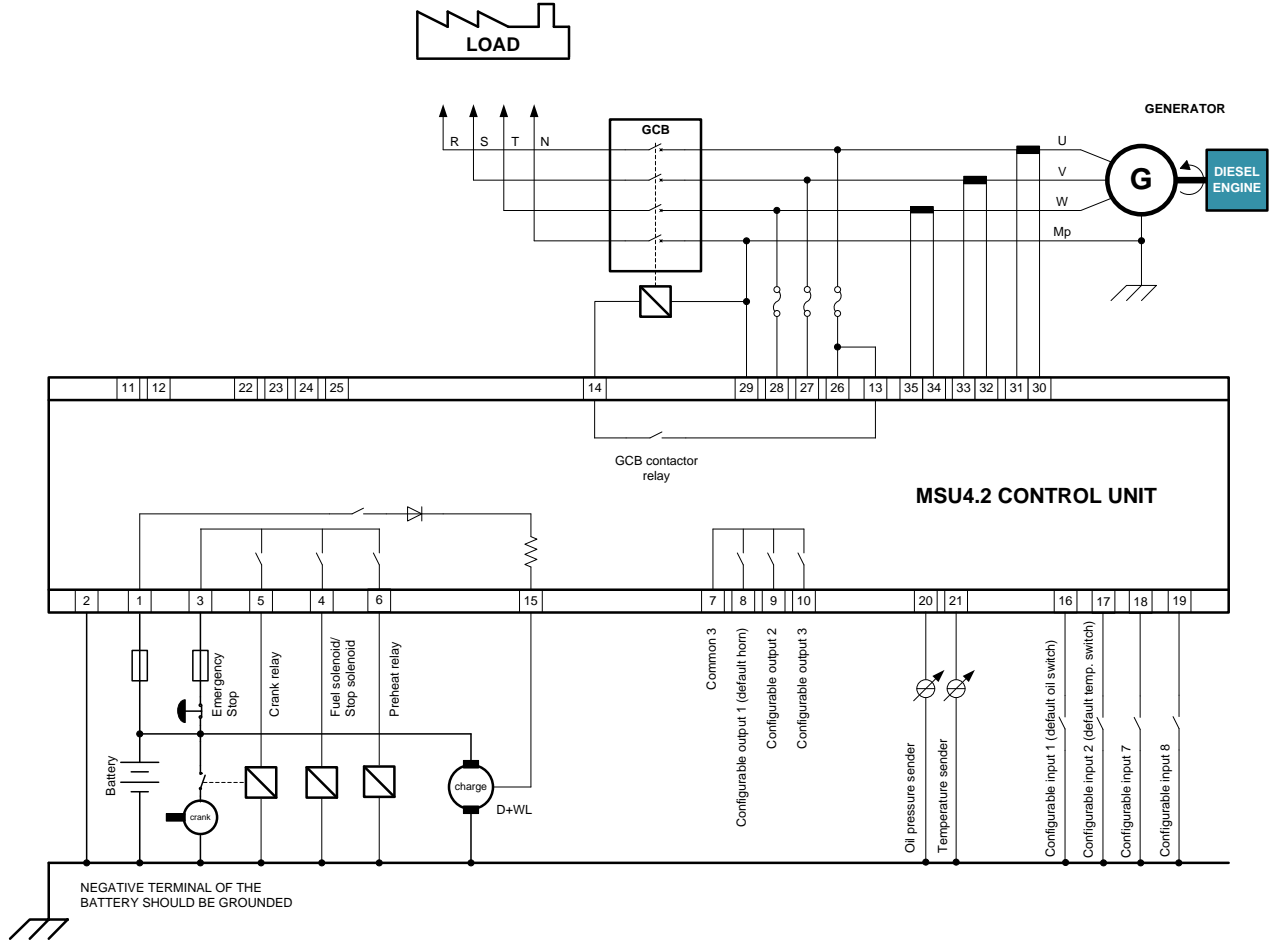 LOAD
GENERATOR
GCB
R
S
T
N
U
V
W
Mp
G
DIESEL
ENGINE
11
12
22
23
24
25
14
29
28
27
26
13
35
34
33
32
31
30
GCB contactor
relay
MSU4.2 CONTROL UNIT
2
1
3
5
4
6
15
7
8
9
10
20
21
16
17
18
19
Emergency
Stop
Crank relay
Fuel solenoid/
Stop solenoid
Preheat relay
Common 3
Configurable output 1 (default horn)
Configurable output 2
Configurable output 3
Oil pressure sender
Temperature sender
Configurable input 1 (default oil switch)
Configurable input 2 (default temp. switch)
Configurable input 7
Configurable input 8
Battery
crank
charge
D+WL
NEGATIVE TERMINAL OF THE
BATTERY SHOULD BE GROUNDED